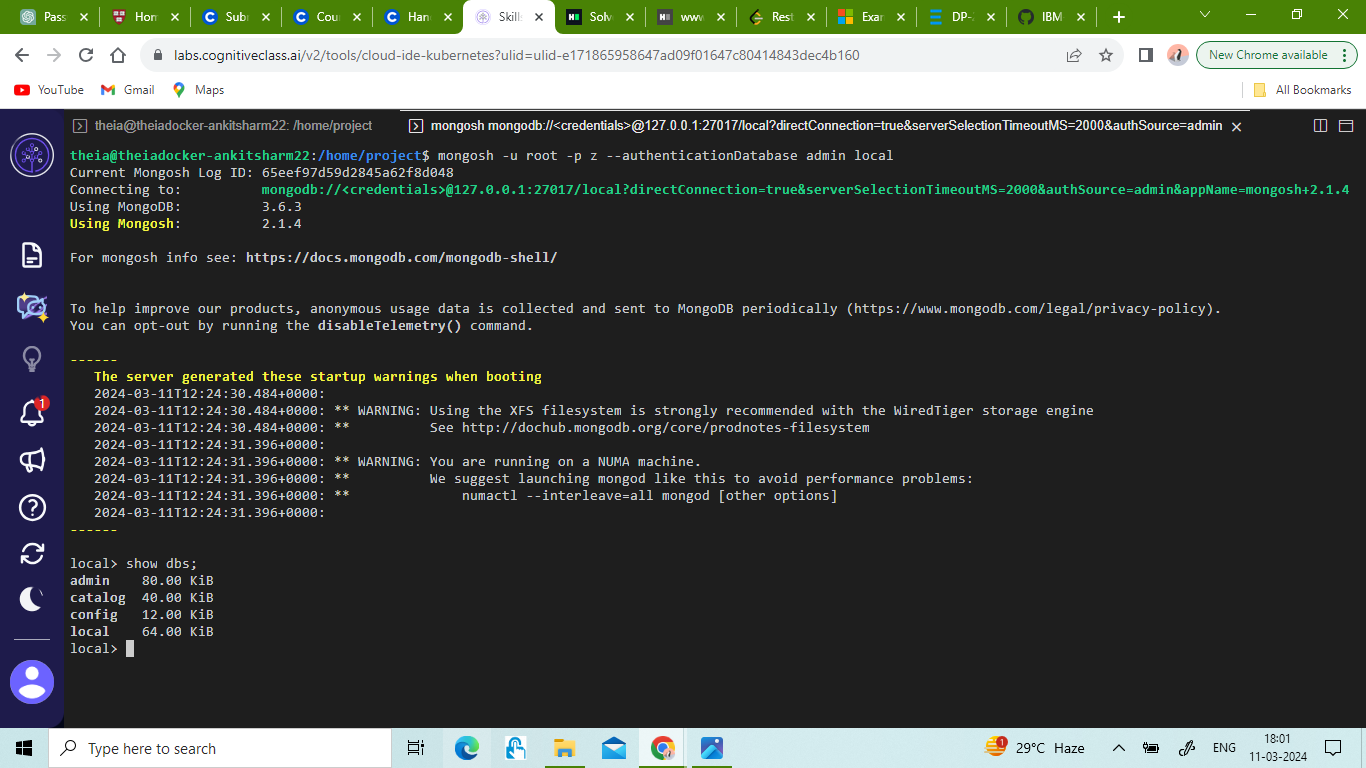 Pass
Hom
Sub
Cou
Han
Skill
Solv
www
Rest
Exar
DP-
IBM
labs.cognitiveclass.ai/v2/tools/cloud-ide-kubernetes?ulid=ulid-e171865958647ad09f01647c80414843dec4b160
New Chrome available
YouTube
Gmail
Maps
All Bookmarks
theia@theiadocker-ankitsharm22: /home/project
mongosh mongodb://<credentials>@127.0.0.1:27017/local?directConnection=true&serverSelectionTimeoutMS=2000&authSource=admin
theia@theiadocker-ankitsharm22:/home/project$ mongosh -u root -p z --authenticationDatabase admin local
Current Mongosh Log ID: 65eef97d59d2845a62f8d048
Connecting to: mongodb://<credentials>@127.0.0.1:27017/local?directConnection=true&serverSelectionTimeoutMS=2000&authSource=admin&appName=mongosh+2.1.4
Using MongoDB: 3.6.3
Using Mongosh: 2.1.4
For mongosh info see: https://docs.mongodb.com/mongodb-shell/
To help improve our products, anonymous usage data is collected and sent to MongoDB periodically (https://www.mongodb.com/legal/privacy-policy).
You can opt-out by running the disableTelemetry() command.
------
The server generated these startup warnings when booting
2024-03-11T12:24:30.484+0000:
2024-03-11T12:24:30.484+0000: ** WARNING: Using the XFS filesystem is strongly recommended with the WiredTiger storage engine
2024-03-11T12:24:30.484+0000: ** See http://dochub.mongodb.org/core/prodnotes-filesystem
2024-03-11T12:24:31.396+0000:
2024-03-11T12:24:31.396+0000: ** WARNING: You are running on a NUMA machine.
2024-03-11T12:24:31.396+0000: ** We suggest launching mongod like this to avoid performance problems:
2024-03-11T12:24:31.396+0000: ** numactl --interleave=all mongod [other options]
2024-03-11T12:24:31.396+0000:
------
local> show dbs;
admin 80.00 KiB
catalog 40.00 KiB
config 12.00 KiB
local 64.00 KiB
local>
1
Type here to search
1
29°C Haze
ENG
18:01
11-03-2024